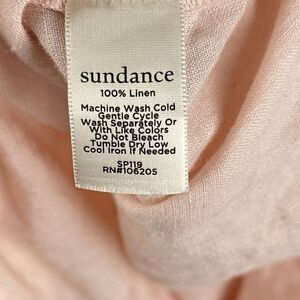 sundance
100% Linen
Machine Wash Cold
Gentle Cycle
Wash Separately Or
With Like Colors
Do Not Bleach
Tumble Dry Low
Cool Iron If Needed
SP119
RN#106205